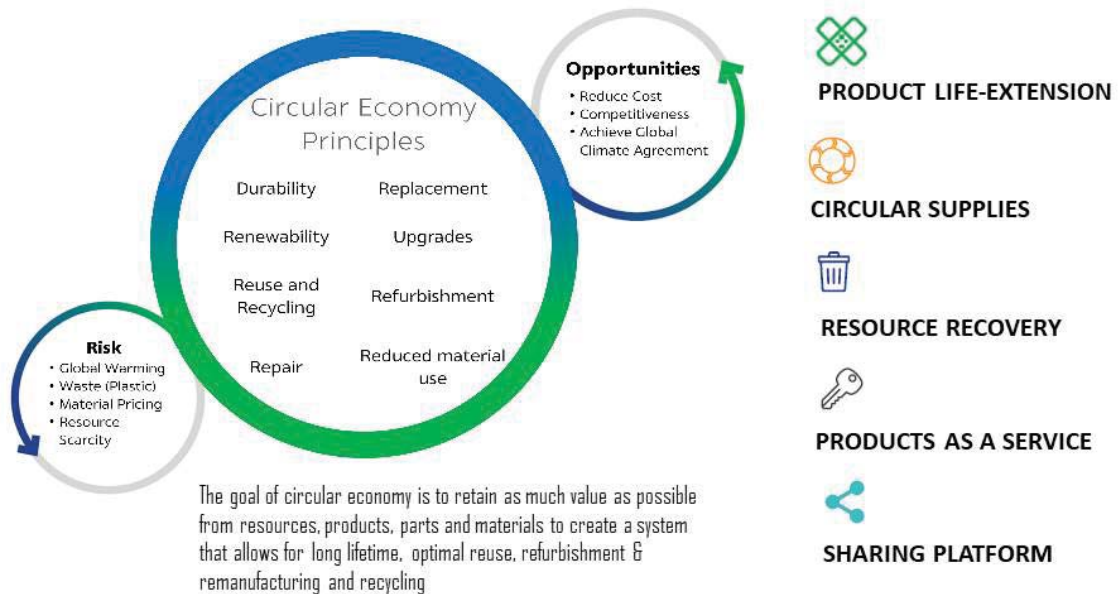 Circular Economy
Principles
Durability
Replacement
Renewability
Upgrades
Reuse and
Recycling
Refurbishment
Repair
Reduced material
use
Opportunities
• Reduce Cost
• Competitiveness
• Achieve Global
Climate Agreement
Risk
• Global Warming
• Waste (Plastic)
• Material Pricing
• Resource
Scarcity
The goal of circular economy is to retain as much value as possible
from resources, products, parts and materials to create a system
that allows for long lifetime, optimal reuse, refurbishment &
remanufacturing and recycling
PRODUCT LIFE-EXTENSION
CIRCULAR SUPPLIES
RESOURCE RECOVERY
PRODUCTS AS A SERVICE
SHARING PLATFORM